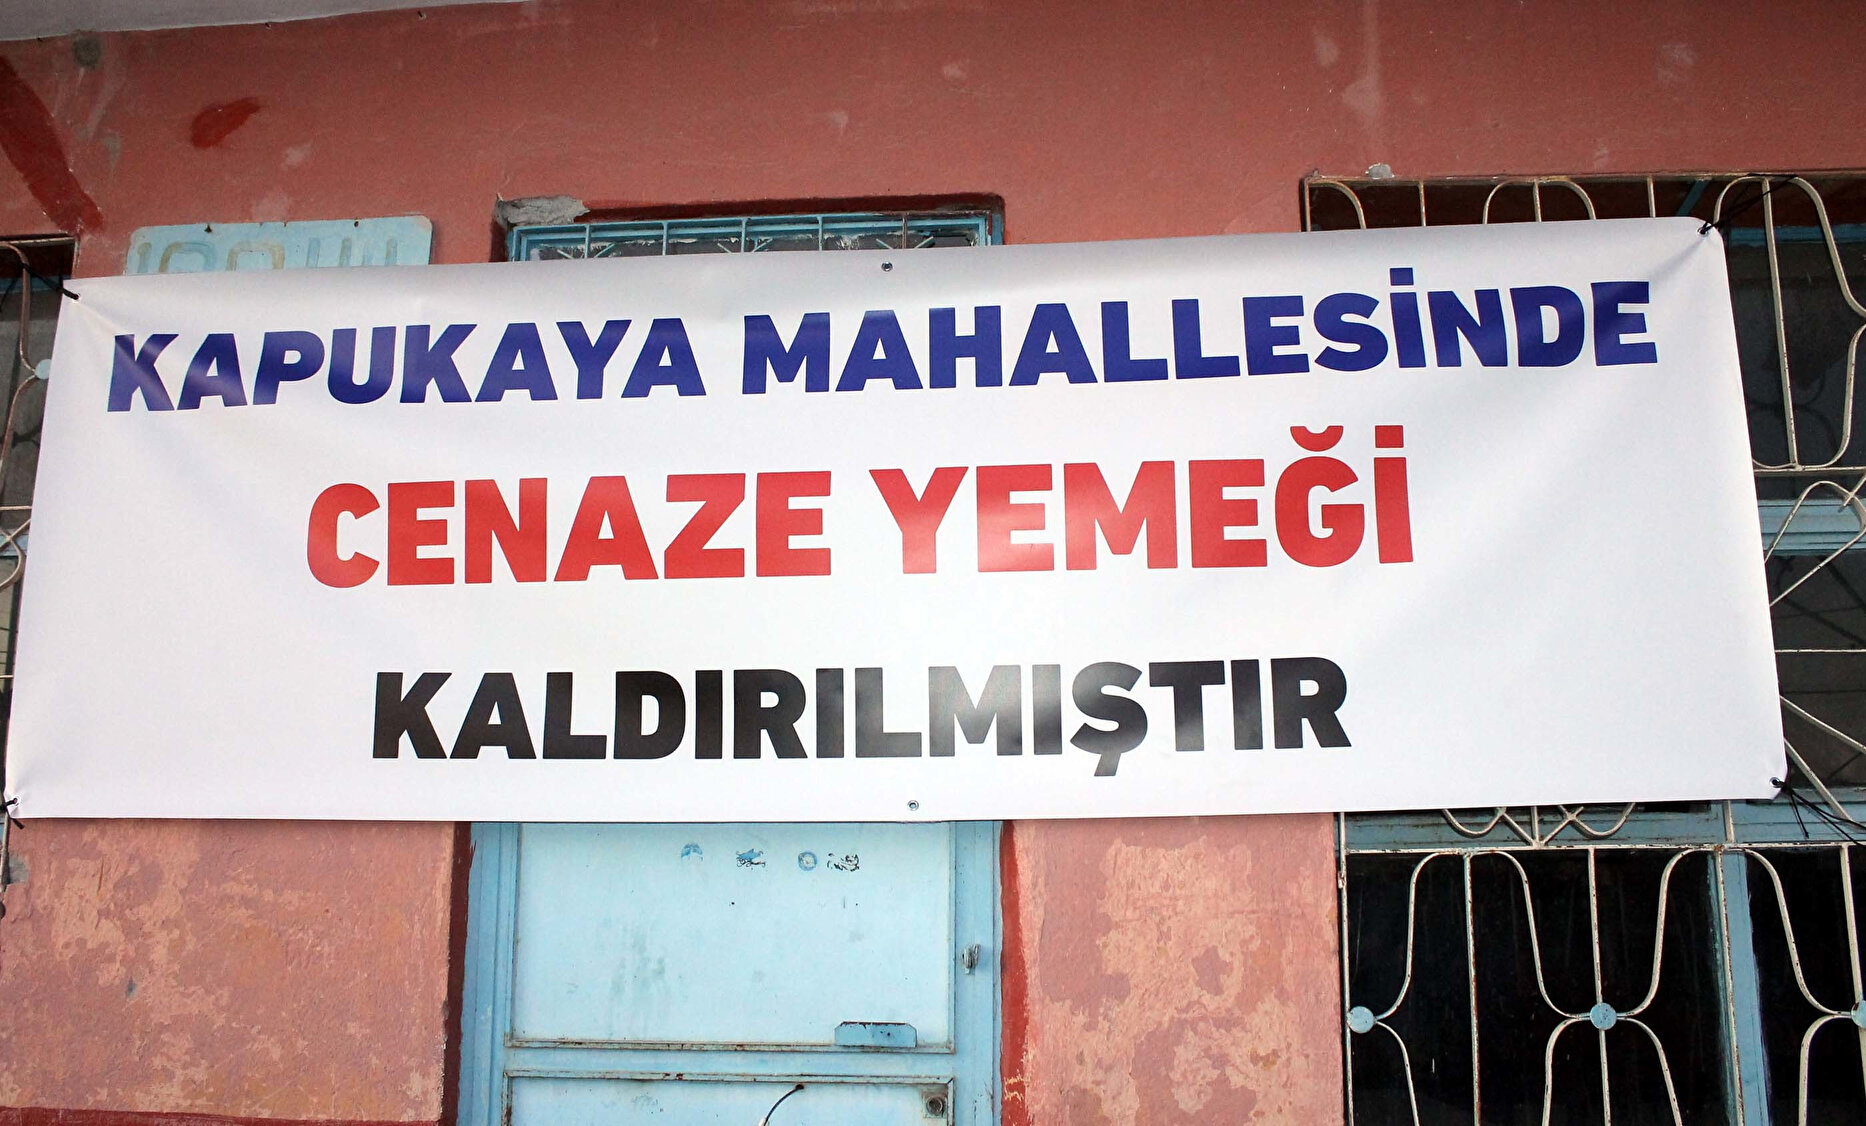 KAPUKAYA MAHALLESİNDE
CENAZE YEMEĞİ
KALDIRILMIŞTIR